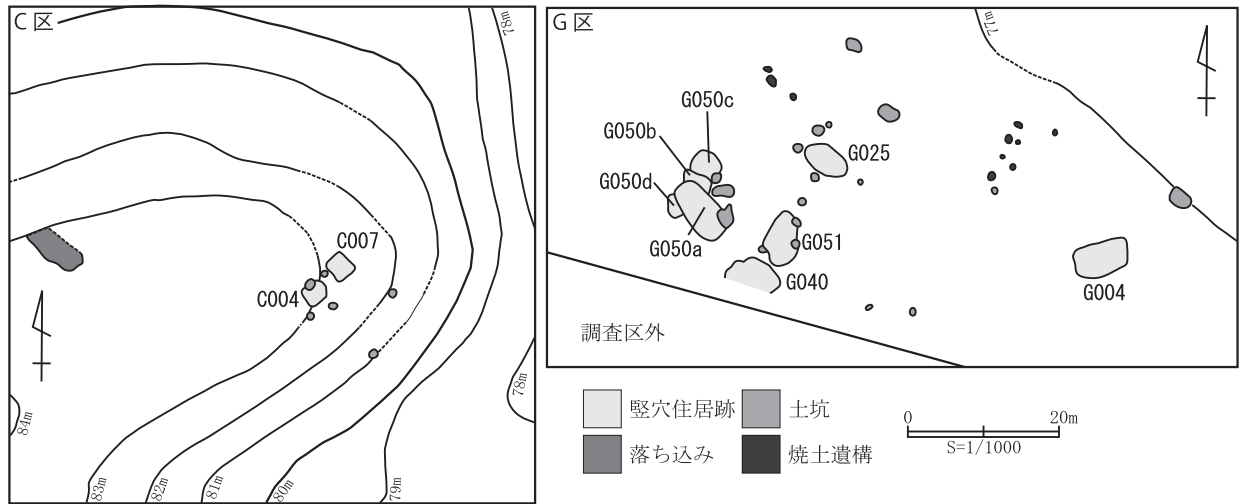 C区
78m
C007
C004
84m
83m
82m
81m
80m
79m
78m
G区
77m
G050c
G050b
G025
G050d
G050a
G051
G040
G004
調査区外
竪穴住居跡
土坑
落ち込み
焼土遺構
0 20m
S=1/1000